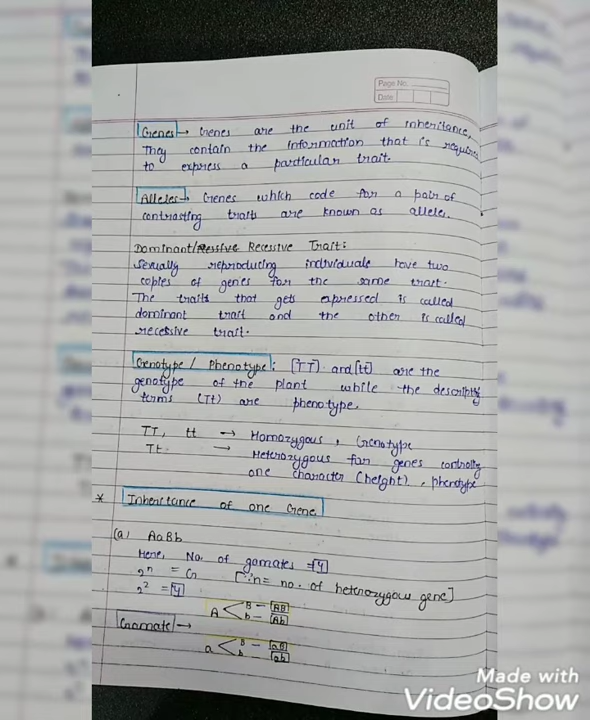 Page No.
Date
Genes → Genes are the unit of inheritance,
They contain the information that is required
to express a particular trait.
Alleles → Genes which code for a pair of
contrasting traits are known as alleles.
Dominant/ Recessive Trait:
Sexually reproducing individuals have two
copies of genes for the same trait.
The traits that gets expressed is called
dominant trait and the other is called
recessive trait.
Genotype / Phenotype: [TT] and [tt] are the
genotype of the plant while the descriptive
terms (Tt) are phenotype.
TT, tt → Homozygous, Genotype
Tt. → Heterozygous for genes controlling
one character (height), phenotype
* Inheritance of one Gene
(a) AaBb
Here, No. of gamates = [4]
2ⁿ = G [∵ n = no. of heterozygous gene]
2² = [4]
A < B - [AB]
b - [Ab]
Gamate →
a < B - [aB]
b - [ab]
Made with
VideoShow